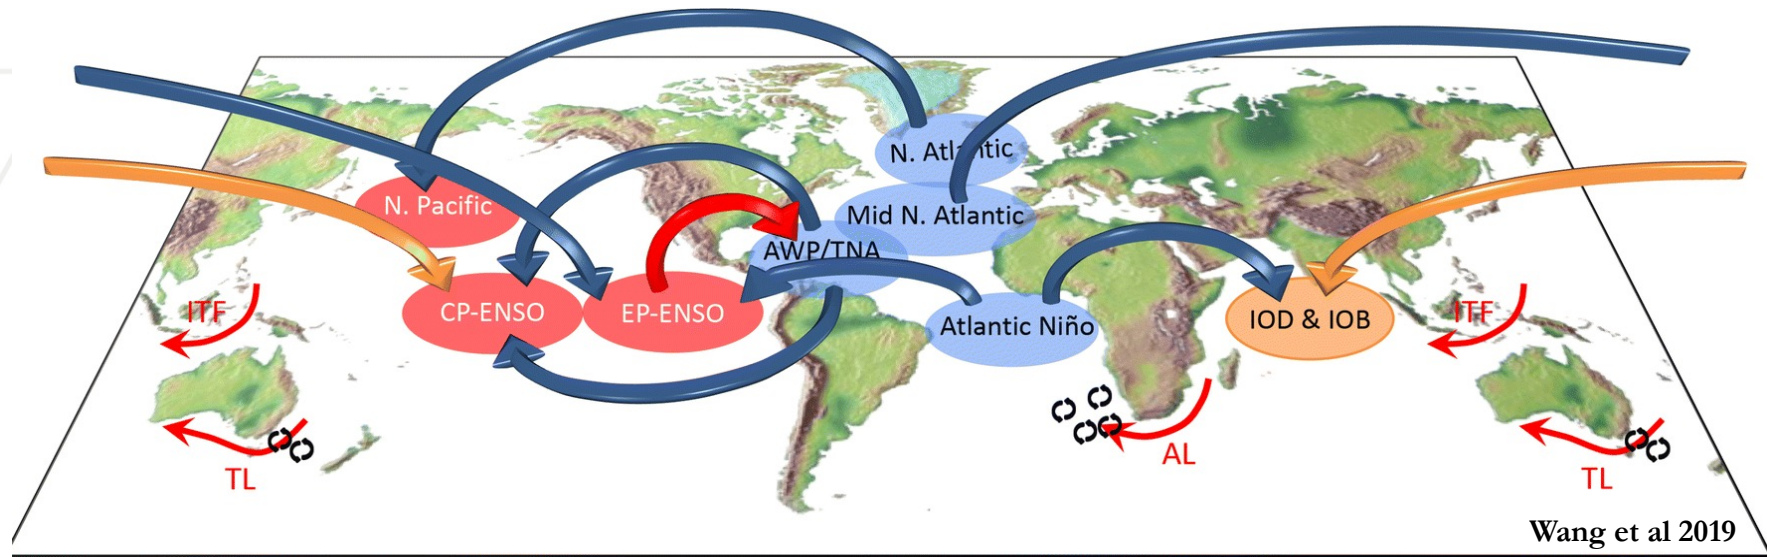 N. Atlantic
N. Pacific
Mid N. Atlantic
AWP/TNA
CP-ENSO
EP-ENSO
Atlantic Niño
IOD & IOB
ITF
ITF
TL
AL
TL
Wang et al 2019